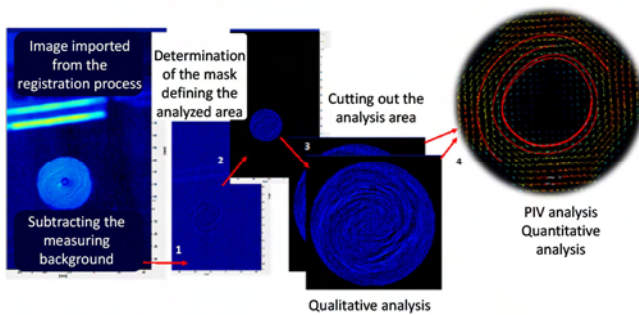 Image imported
from the
registration process
Subtracting the
measuring
background
1
Determination
of the mask
defining the
analyzed area
2
3
Cutting out the
analysis area
Qualitative analysis
4
PIV analysis
Quantitative
analysis